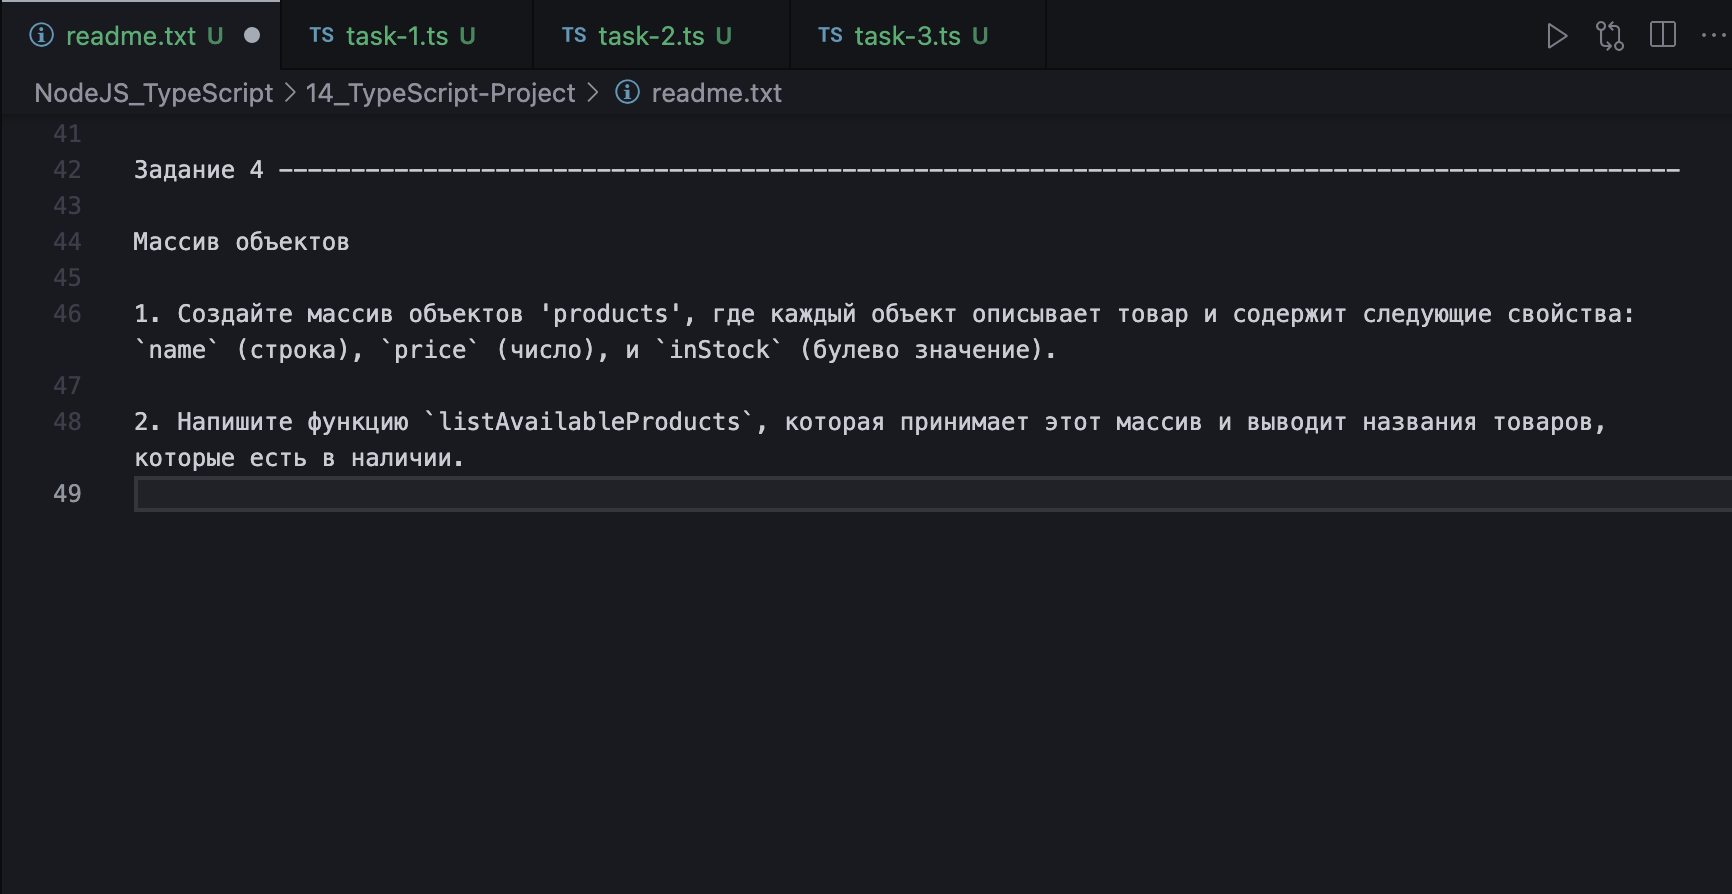 readme.txt U
TS task-1.ts U
TS task-2.ts U
TS task-3.ts U
NodeJS_TypeScript > 14_TypeScript-Project > readme.txt
41
42 Задание 4 -------------------------------------------------------------------------------------------------
43
44 Массив объектов
45
46 1. Создайте массив объектов 'products', где каждый объект описывает товар и содержит следующие свойства:
`name` (строка), `price` (число), и `inStock` (булево значение).
47
48 2. Напишите функцию `listAvailableProducts`, которая принимает этот массив и выводит названия товаров,
которые есть в наличии.
49